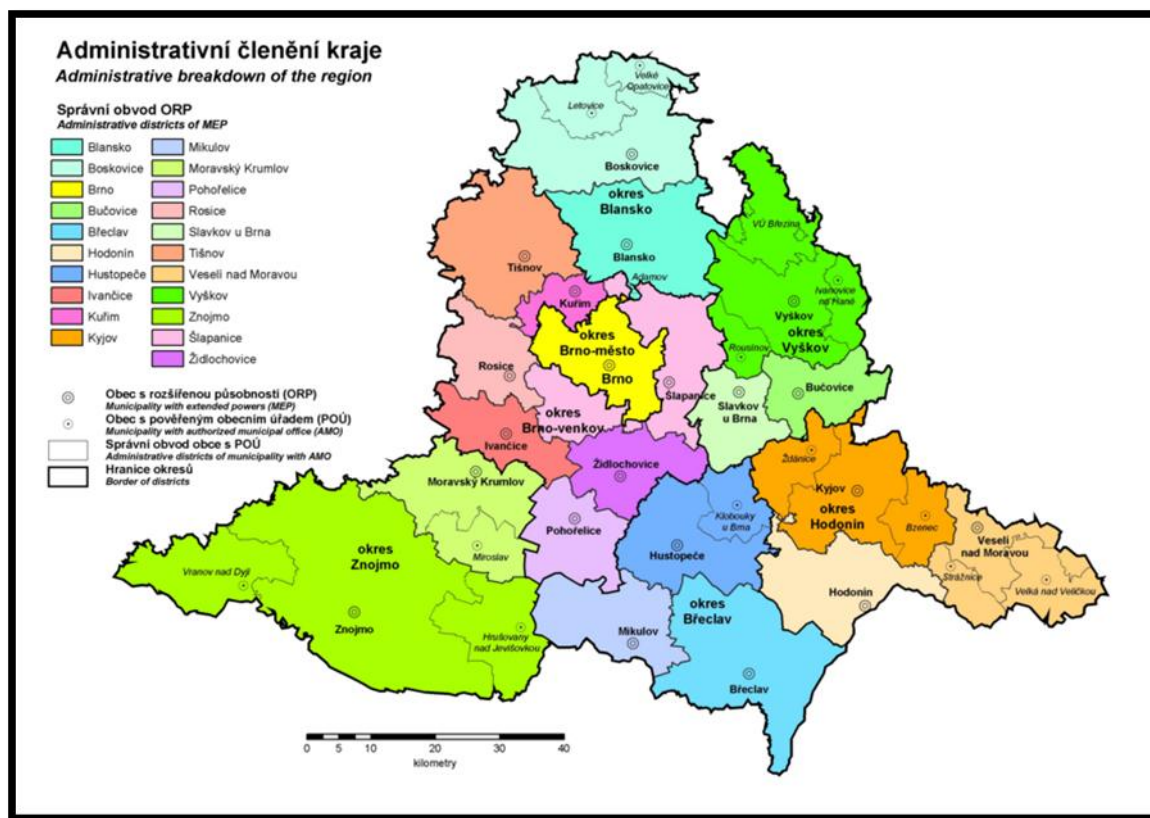 Administrativní členění kraje
Administrative breakdown of the region
Správní obvod ORP
Administrative districts of MEP
Blansko
Boskovice
Brno
Bučovice
Břeclav
Hodonín
Hustopeče
Ivančice
Kuřim
Kyjov
Mikulov
Moravský Krumlov
Pohořelice
Rosice
Slavkov u Brna
Tišnov
Veselí nad Moravou
Vyškov
Znojmo
Šlapanice
Židlochovice
Obec s rozšířenou působností (ORP)
Municipality with extended powers (MEP)
Obec s pověřeným obecním úřadem (POÚ)
Municipality with authorized municipal office (AMO)
Správní obvod obce s POÚ
Administrative districts of municipality with AMO
Hranice okresů
Border of districts
Velké
Opatovice
Letovice
Boskovice
okres
Blansko
Blansko
Adamov
VÚ Březina
Ivanovice
na Hané
Vyškov
okres
Vyškov
Rousínov
Tišnov
Kuřim
okres
Brno-město
Brno
Rosice
Šlapanice
Slavkov
u Brna
Bučovice
okres
Brno-venkov
Ivančice
Židlochovice
Ždánice
Kyjov
okres
Hodonín
Bzenec
Moravský Krumlov
Pohořelice
Klobouky
u Brna
Hustopeče
Veselí
nad Moravou
Strážnice
Velká nad Veličkou
okres
Znojmo
Miroslav
Vranov nad Dyjí
Znojmo
Hrušovany
nad Jevišovkou
Mikulov
okres
Břeclav
Hodonín
Břeclav
0 5 10 20 30 40
kilometry